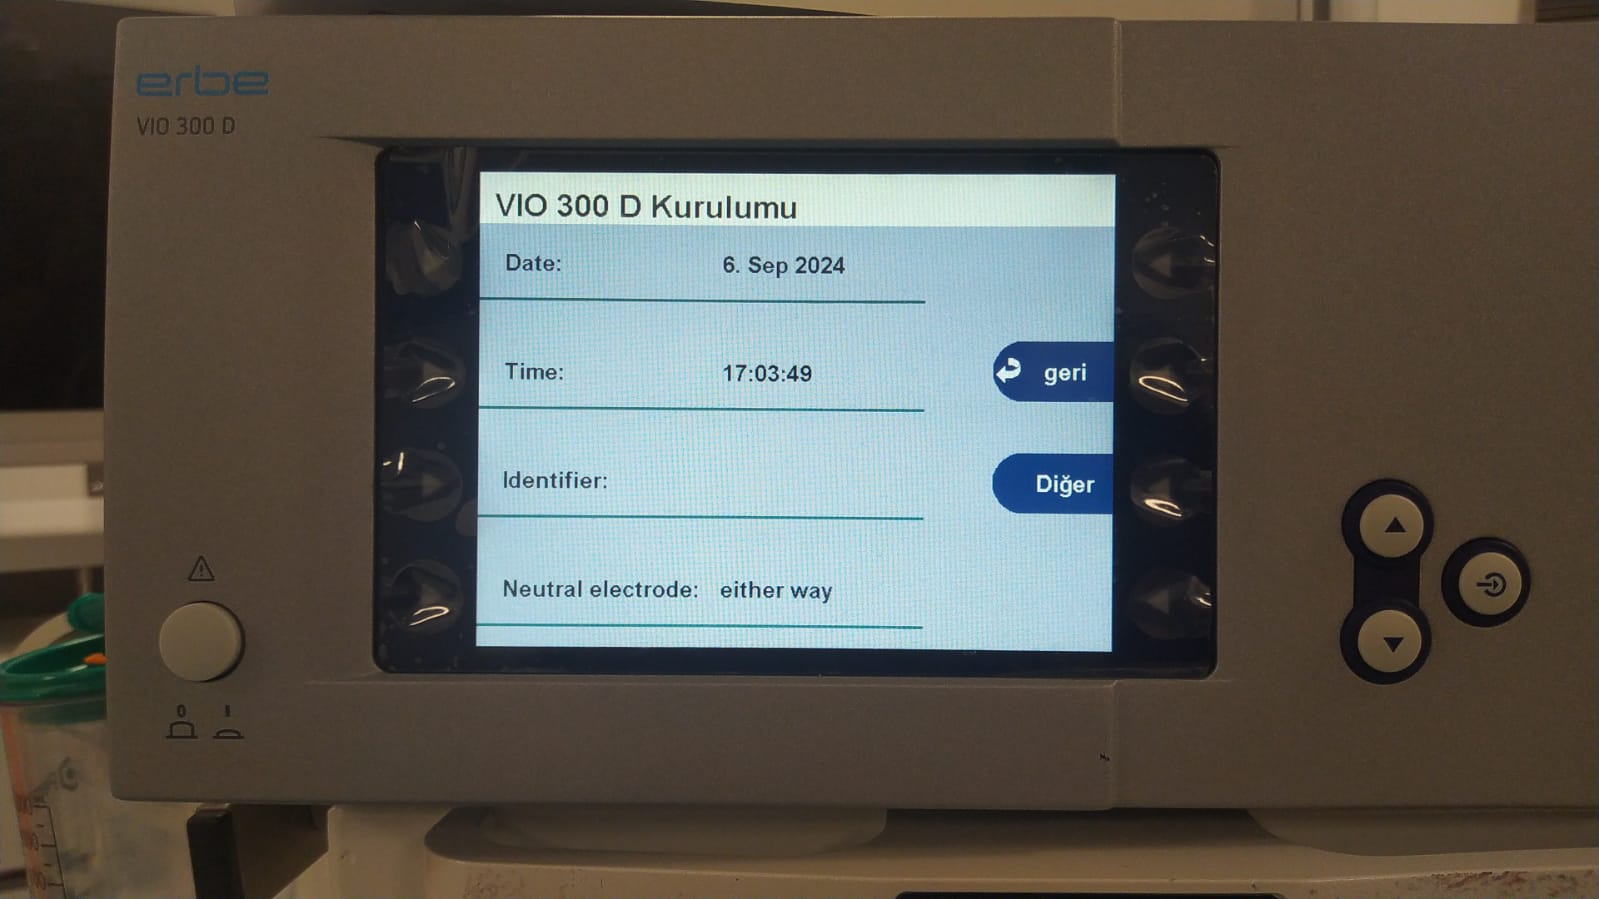 erbe
VIO 300 D
VIO 300 D Kurulumu
Date: 6. Sep 2024
Time: 17:03:49
geri
Identifier:
Diğer
Neutral electrode: either way
0 I